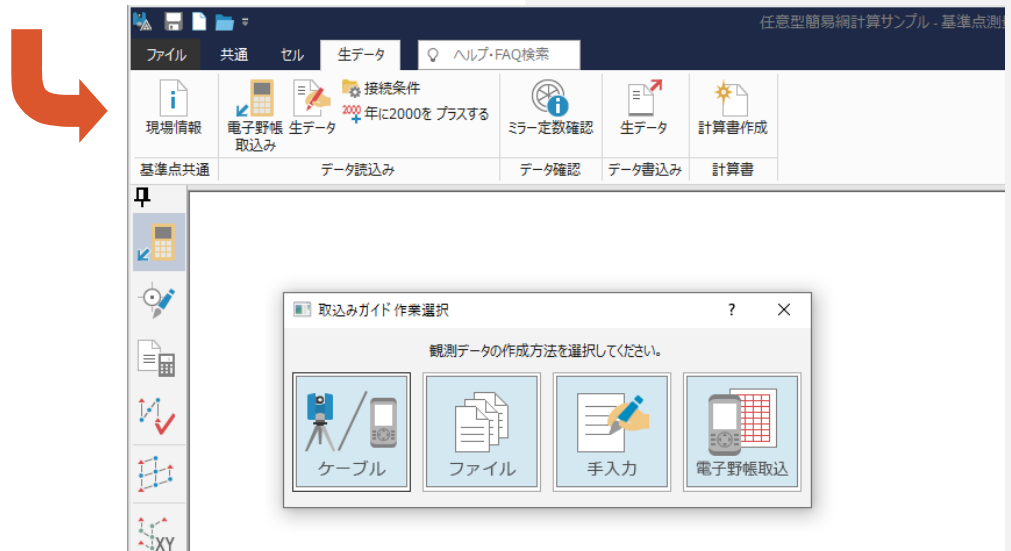 任意型簡易網計算サンプル - 基準点測
ファイル 共通 セル 生データ ヘルプ・FAQ検索
現場情報
電子野帳
取込み
生データ
接続条件
2000 年に2000を プラスする
ミラー定数確認
生データ
計算書作成
基準点共通 データ読込み データ確認 データ書込み 計算書
取込みガイド 作業選択 ?
観測データの作成方法を選択してください。
ケーブル ファイル 手入力 電子野帳取込
XY